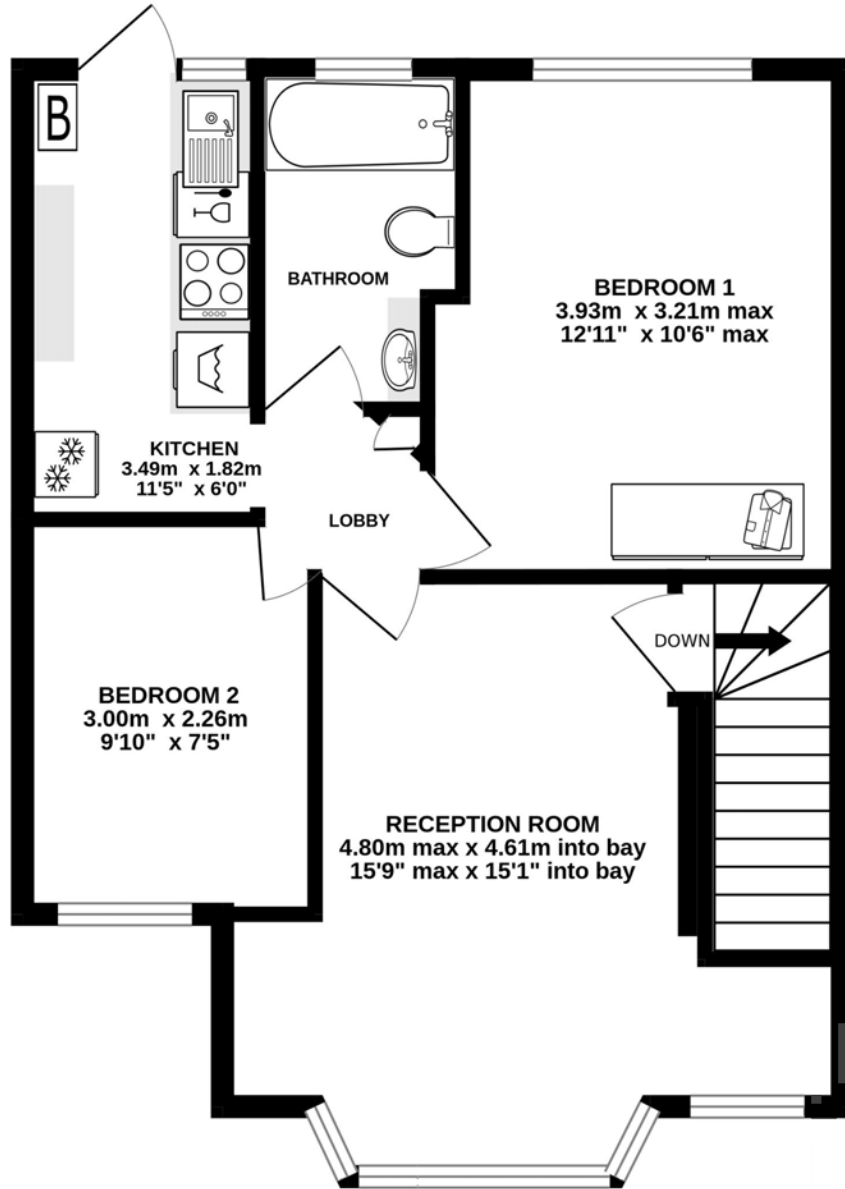 B
BATHROOM
BEDROOM 1
3.93m x 3.21m max
12'11" x 10'6" max
KITCHEN
3.49m x 1.82m
11'5" x 6'0"
LOBBY
DOWN
BEDROOM 2
3.00m x 2.26m
9'10" x 7'5"
RECEPTION ROOM
4.80m max x 4.61m into bay
15'9" max x 15'1" into bay